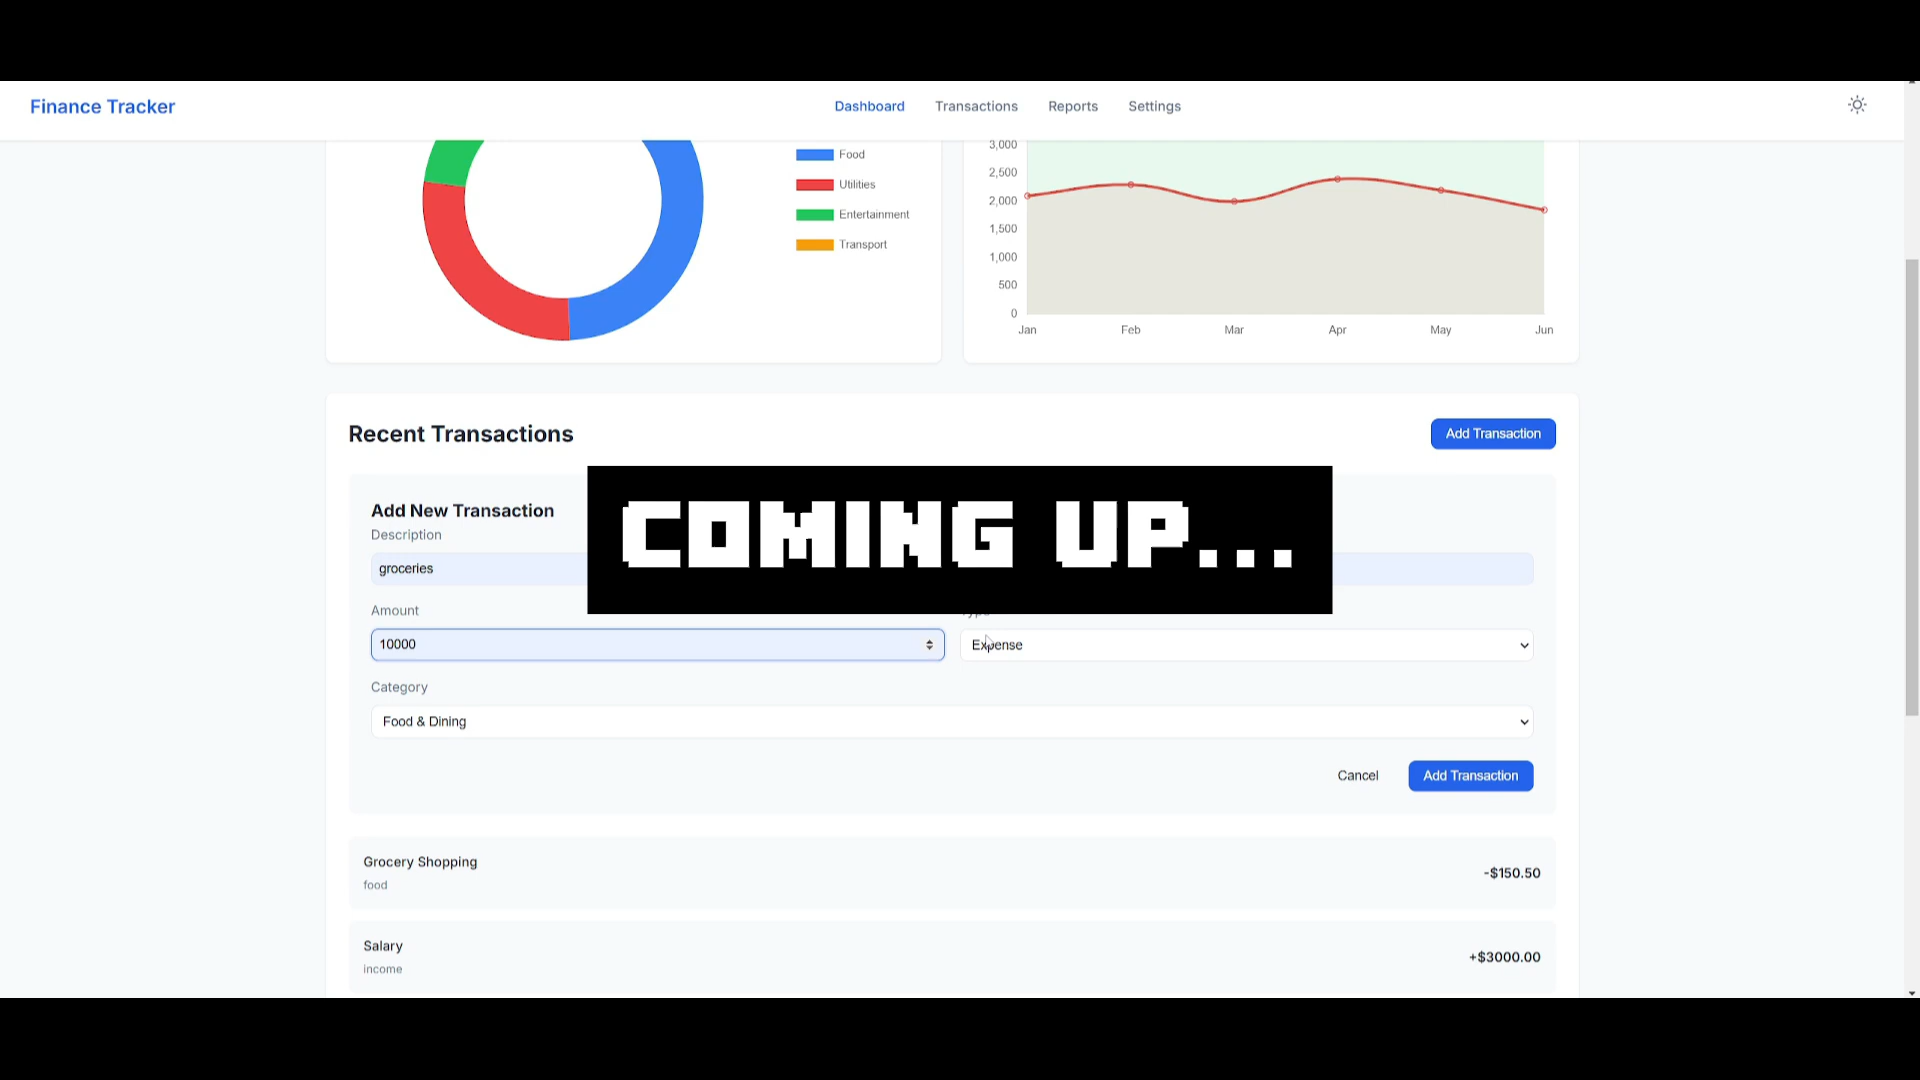 Finance Tracker
Dashboard Transactions Reports Settings
Food
Utilities
Entertainment
Transport
3,000
2,500
2,000
1,500
1,000
500
0
Jan Feb Mar Apr May Jun
Recent Transactions
Add Transaction
Add New Transaction
Description
groceries
COMING UP...
Amount
10000
Expense
Category
Food & Dining
Cancel
Add Transaction
Grocery Shopping
food
-$150.50
Salary
income
+$3000.00